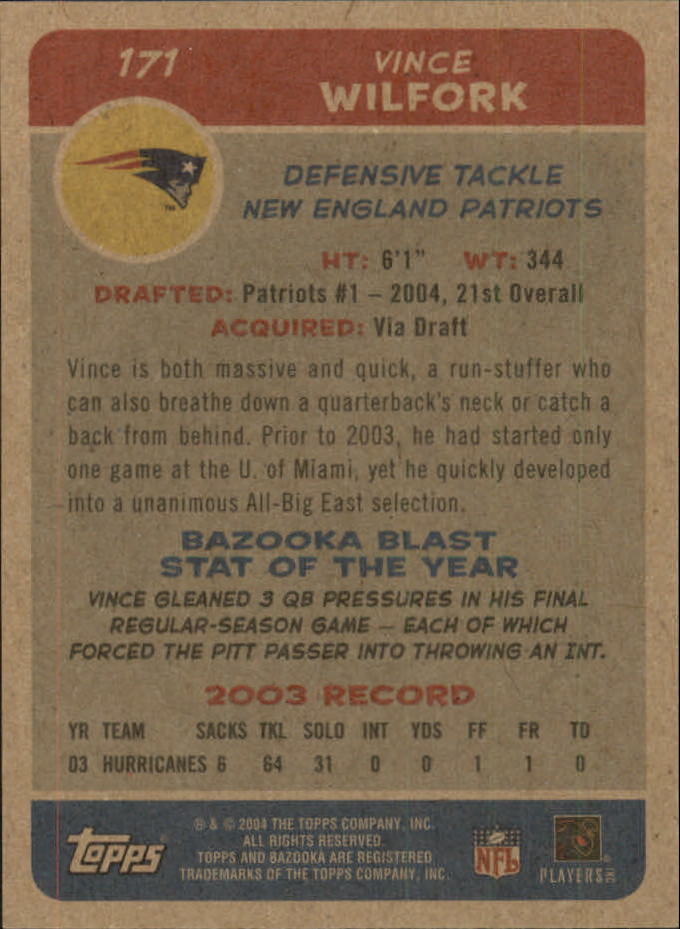 171
VINCE
WILFORK
DEFENSIVE TACKLE
NEW ENGLAND PATRIOTS
TM
HT: 6'1" WT: 344
DRAFTED: Patriots #1 – 2004, 21st Overall
ACQUIRED: Via Draft
Vince is both massive and quick, a run-stuffer who
can also breathe down a quarterback's neck or catch a
back from behind. Prior to 2003, he had started only
one game at the U. of Miami, yet he quickly developed
into a unanimous All-Big East selection.
BAZOOKA BLAST
STAT OF THE YEAR
VINCE GLEANED 3 QB PRESSURES IN HIS FINAL
REGULAR-SEASON GAME – EACH OF WHICH
FORCED THE PITT PASSER INTO THROWING AN INT.
2003 RECORD
YR TEAM SACKS TKL SOLO INT YDS FF FR TD
03 HURRICANES 6 64 31 0 0 1 1 0
topps®
® & © 2004 THE TOPPS COMPANY, INC.
ALL RIGHTS RESERVED.
TOPPS AND BAZOOKA ARE REGISTERED
TRADEMARKS OF THE TOPPS COMPANY, INC.
NFL
PLAYERS INC